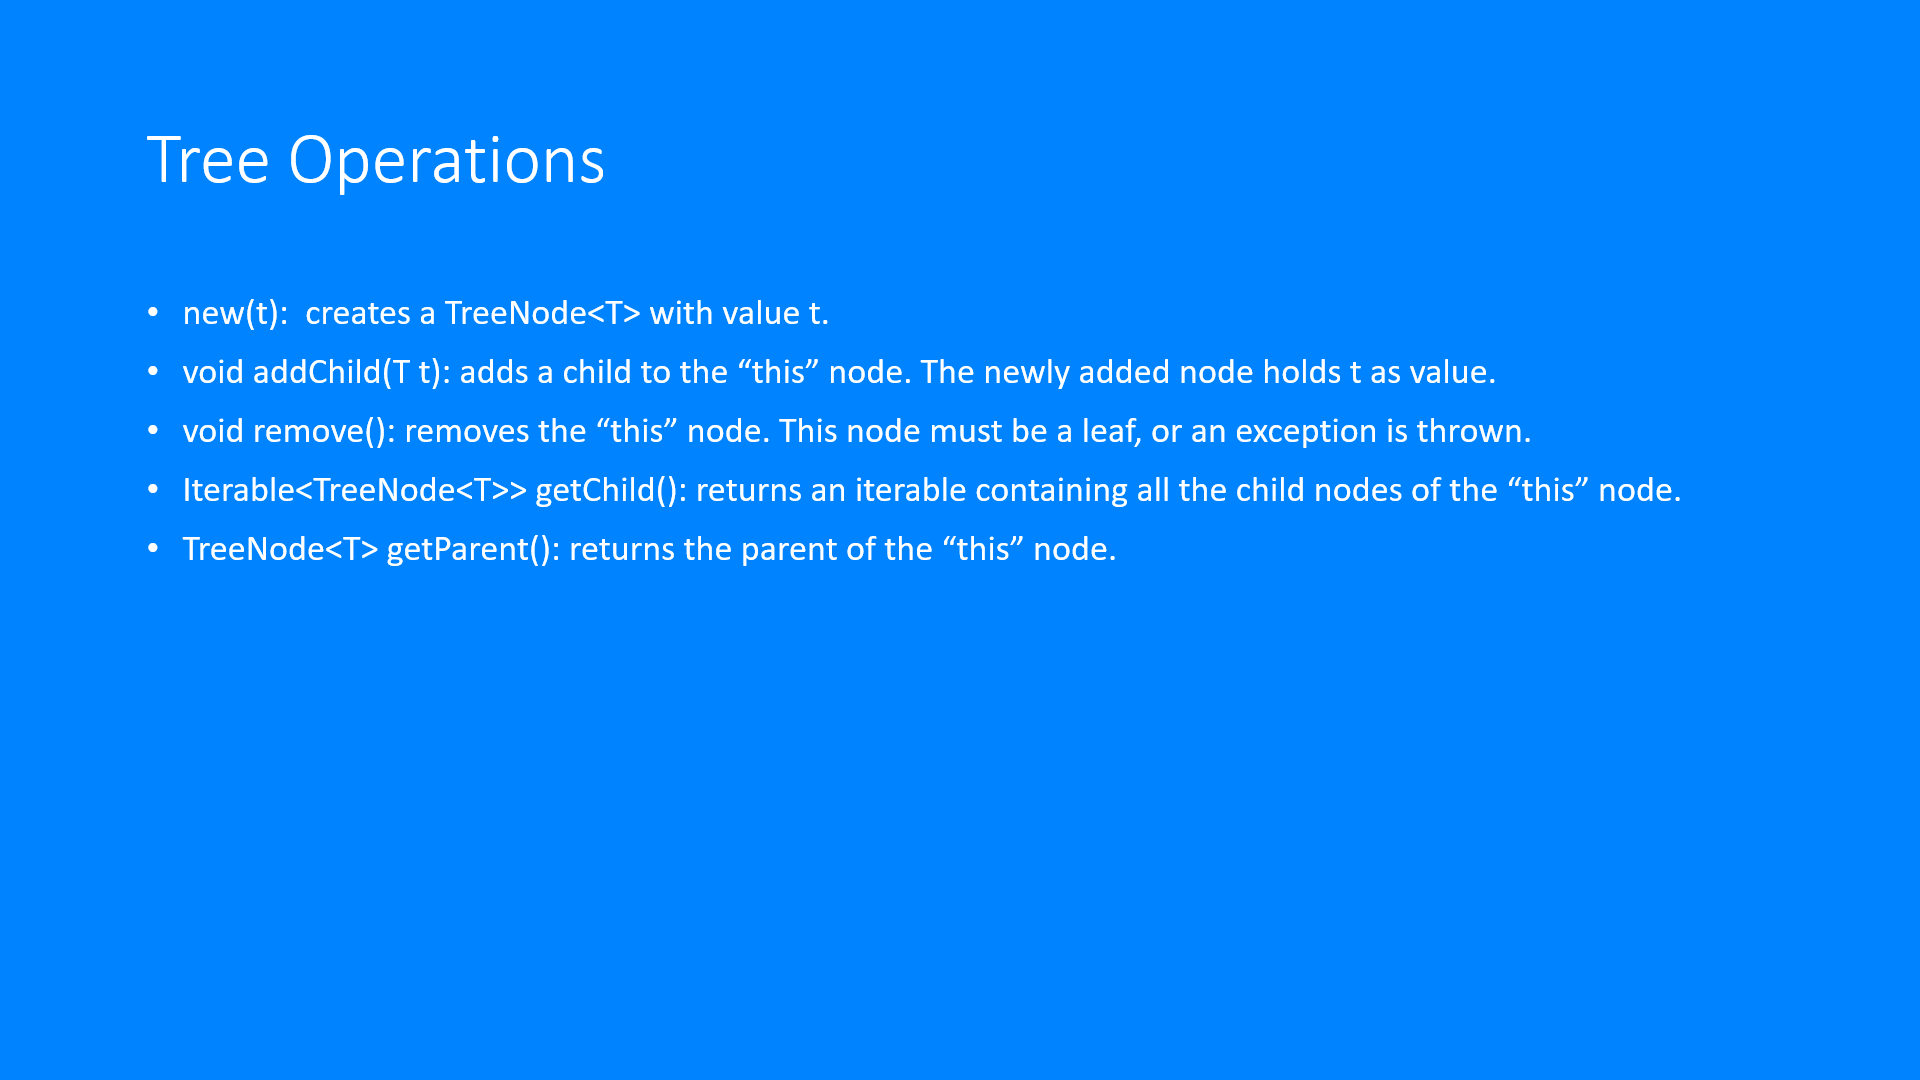 Tree Operations
• new(t):  creates a TreeNode<T> with value t.
• void addChild(T t): adds a child to the “this” node. The newly added node holds t as value.
• void remove(): removes the “this” node. This node must be a leaf, or an exception is thrown.
• Iterable<TreeNode<T>> getChild(): returns an iterable containing all the child nodes of the “this” node.
• TreeNode<T> getParent(): returns the parent of the “this” node.